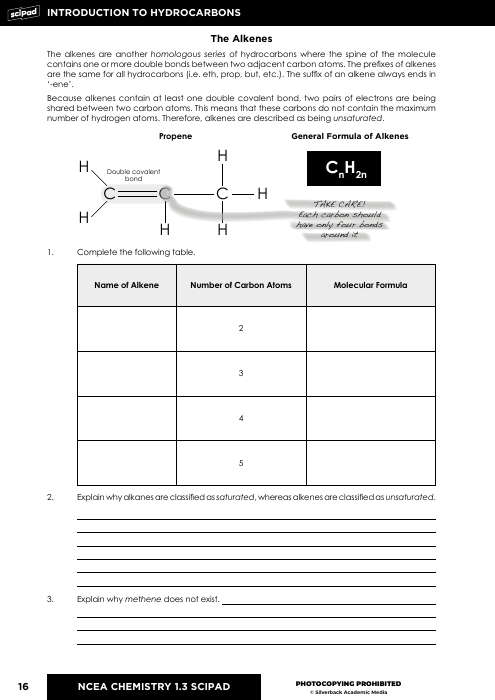 scipad INTRODUCTION TO HYDROCARBONS
The Alkenes
The alkenes are another homologous series of hydrocarbons where the spine of the molecule
contains one or more double bonds between two adjacent carbon atoms. The prefixes of alkenes
are the same for all hydrocarbons (i.e. eth, prop, but, etc.). The suffix of an alkene always ends in
'-ene'.
Because alkenes contain at least one double covalent bond, two pairs of electrons are being
shared between two carbon atoms. This means that these carbons do not contain the maximum
number of hydrogen atoms. Therefore, alkenes are described as being unsaturated.
Propene
H
H
Double covalent
bond
C
C
C
H
H
H
H
General Formula of Alkenes
CnH2n
TAKE CARE!
Each carbon should
have only four bonds
around it
1. Complete the following table.
Name of Alkene Number of Carbon Atoms Molecular Formula
2
3
4
5
2. Explain why alkanes are classified as saturated, whereas alkenes are classified as unsaturated.
3. Explain why methene does not exist.
16 NCEA CHEMISTRY 1.3 SCIPAD PHOTOCOPYING PROHIBITED
© Silverback Academic Media